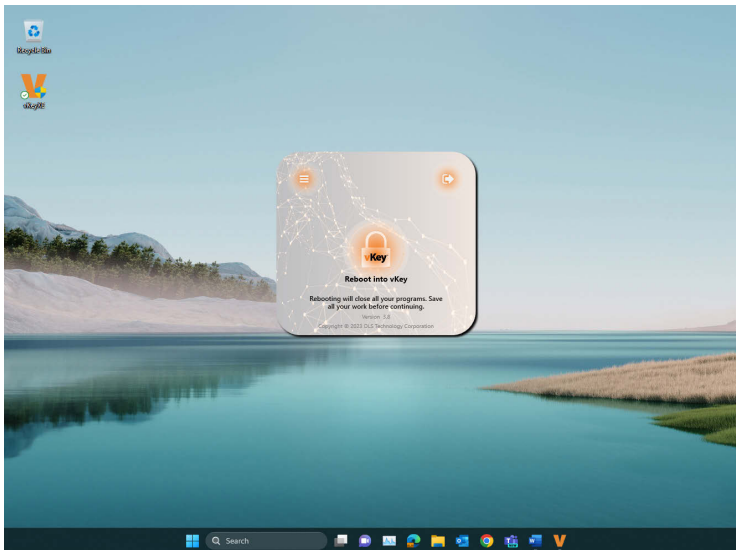 Recycle Bin
vKeyXE
vKey
Reboot into vKey
Rebooting will close all your programs. Save
all your work before continuing.
Version 3.8
Copyright © 2023 DLS Technology Corporation
Search